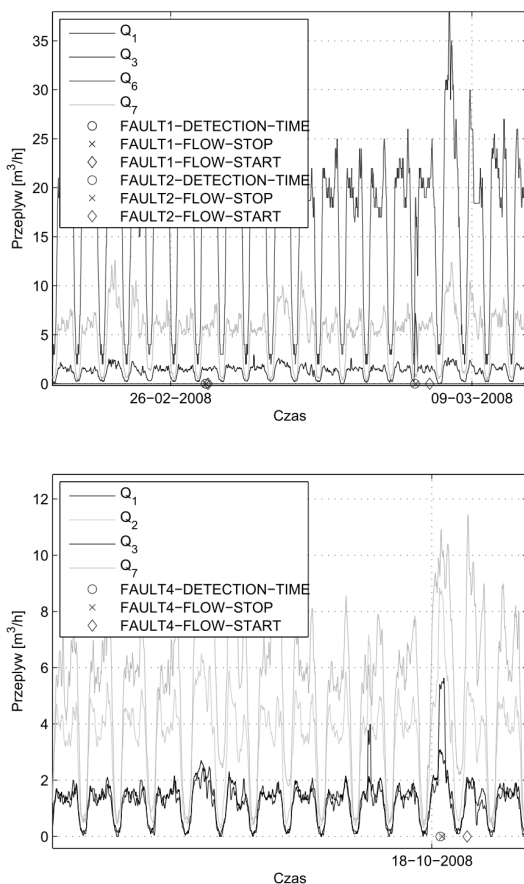 35
30
25
20
15
10
5
0
Przepływ [m³/h]
Q₁
Q₃
Q₆
Q₇
FAULT1−DETECTION−TIME
FAULT1−FLOW−STOP
FAULT1−FLOW−START
FAULT2−DETECTION−TIME
FAULT2−FLOW−STOP
FAULT2−FLOW−START
26−02−2008
09−03−2008
Czas
12
10
8
6
4
2
0
Przepływ [m³/h]
Q₁
Q₂
Q₃
Q₇
FAULT4−DETECTION−TIME
FAULT4−FLOW−STOP
FAULT4−FLOW−START
18−10−2008
Czas